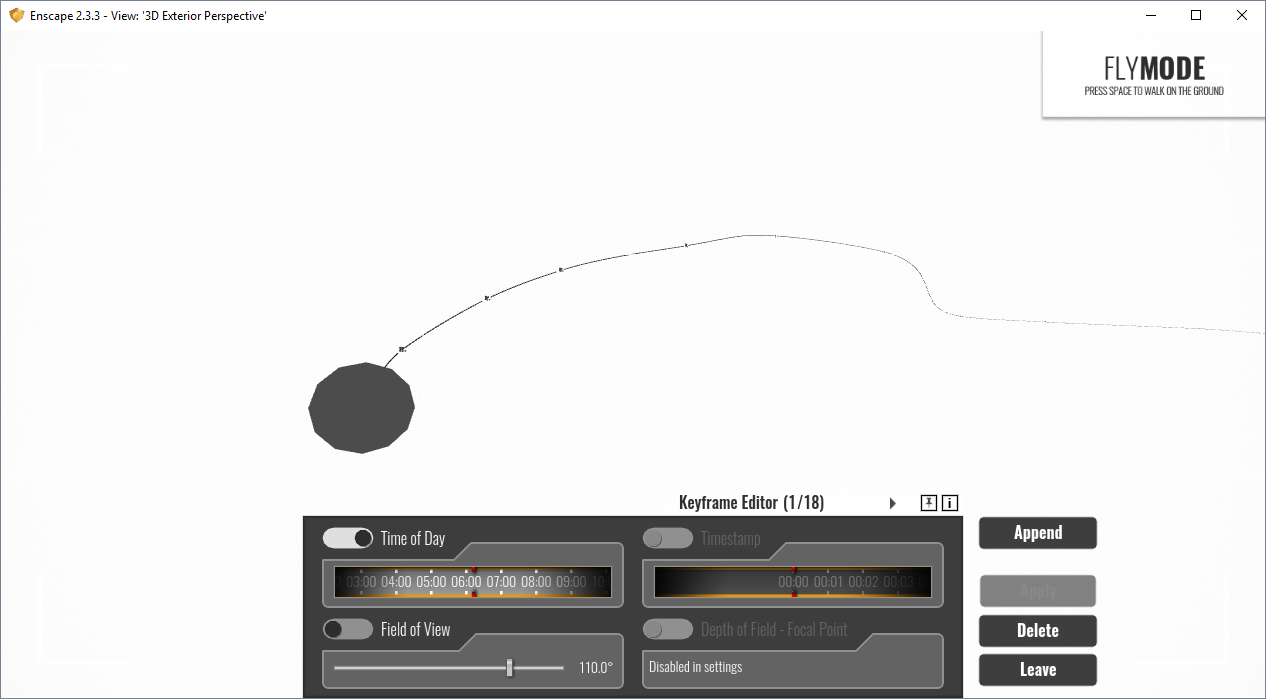 Enscape 2.3.3 - View: '3D Exterior Perspective'
FLYMODE
PRESS SPACE TO WALK ON THE GROUND
Keyframe Editor (1/18)
Time of Day
03:00 04:00 05:00 06:00 07:00 08:00 09:00 10:
Timestamp
00:00 00:01 00:02 00:03
Field of View
110.0°
Depth of Field - Focal Point
Disabled in settings
Append
Apply
Delete
Leave